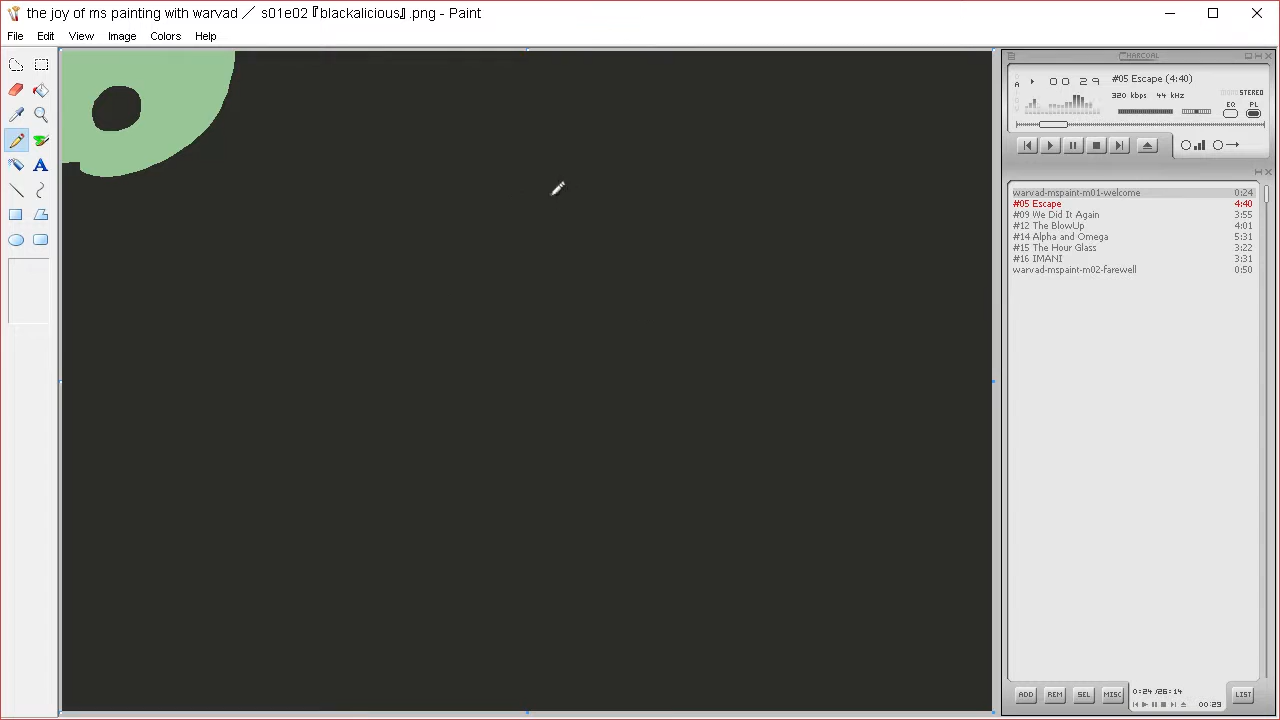 the joy of ms painting with warvad ／ s01e02『blackalicious』.png - Paint
File Edit View Image Colors Help
CHARCOAL
00 29
#05 Escape (4:40)
320 kbps 44 kHz
STEREO
EQ PL
warvad-mspaint-m01-welcome 0:24
#05 Escape 4:40
#09 We Did It Again 3:55
#12 The BlowUp 4:01
#14 Alpha and Omega 5:31
#15 The Hour Glass 3:22
#16 IMANI 3:31
warvad-mspaint-m02-farewell 0:50
ADD REM SEL MISC 0:24/26:14 00:29 LIST